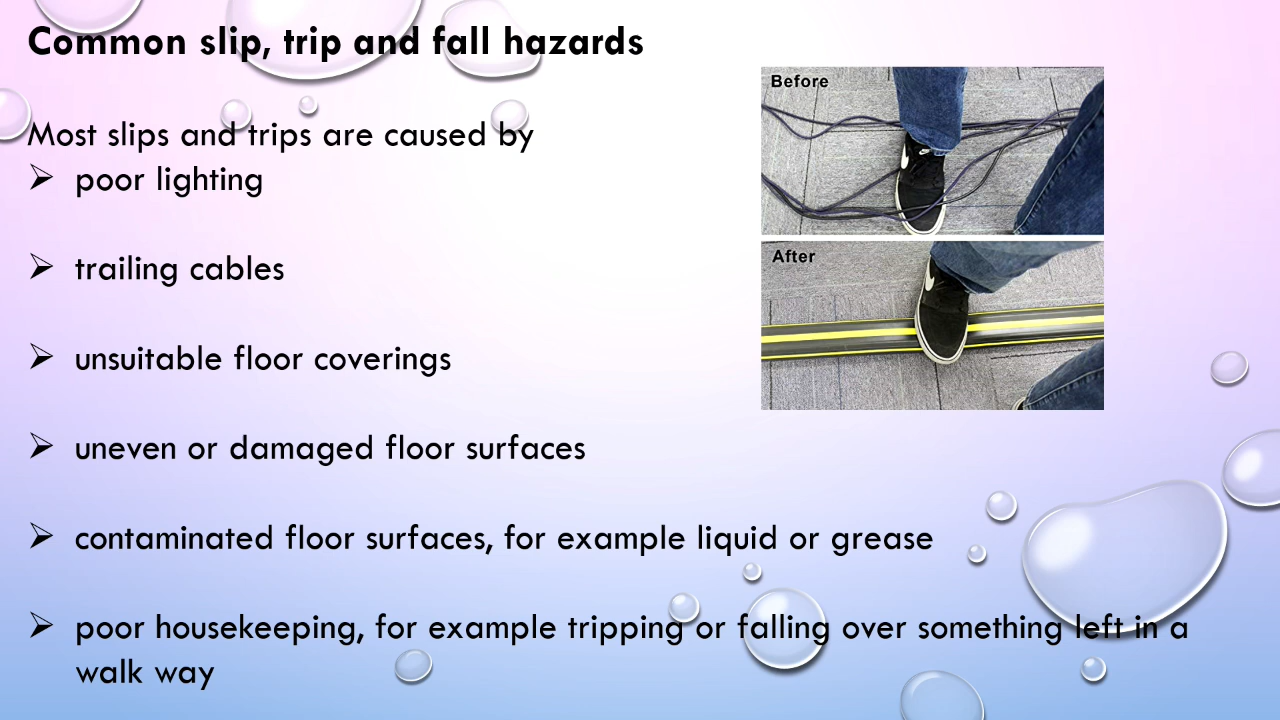 Common slip, trip and fall hazards
Most slips and trips are caused by
➢ poor lighting
➢ trailing cables
➢ unsuitable floor coverings
➢ uneven or damaged floor surfaces
➢ contaminated floor surfaces, for example liquid or grease
➢ poor housekeeping, for example tripping or falling over something left in a
walk way
Before
After